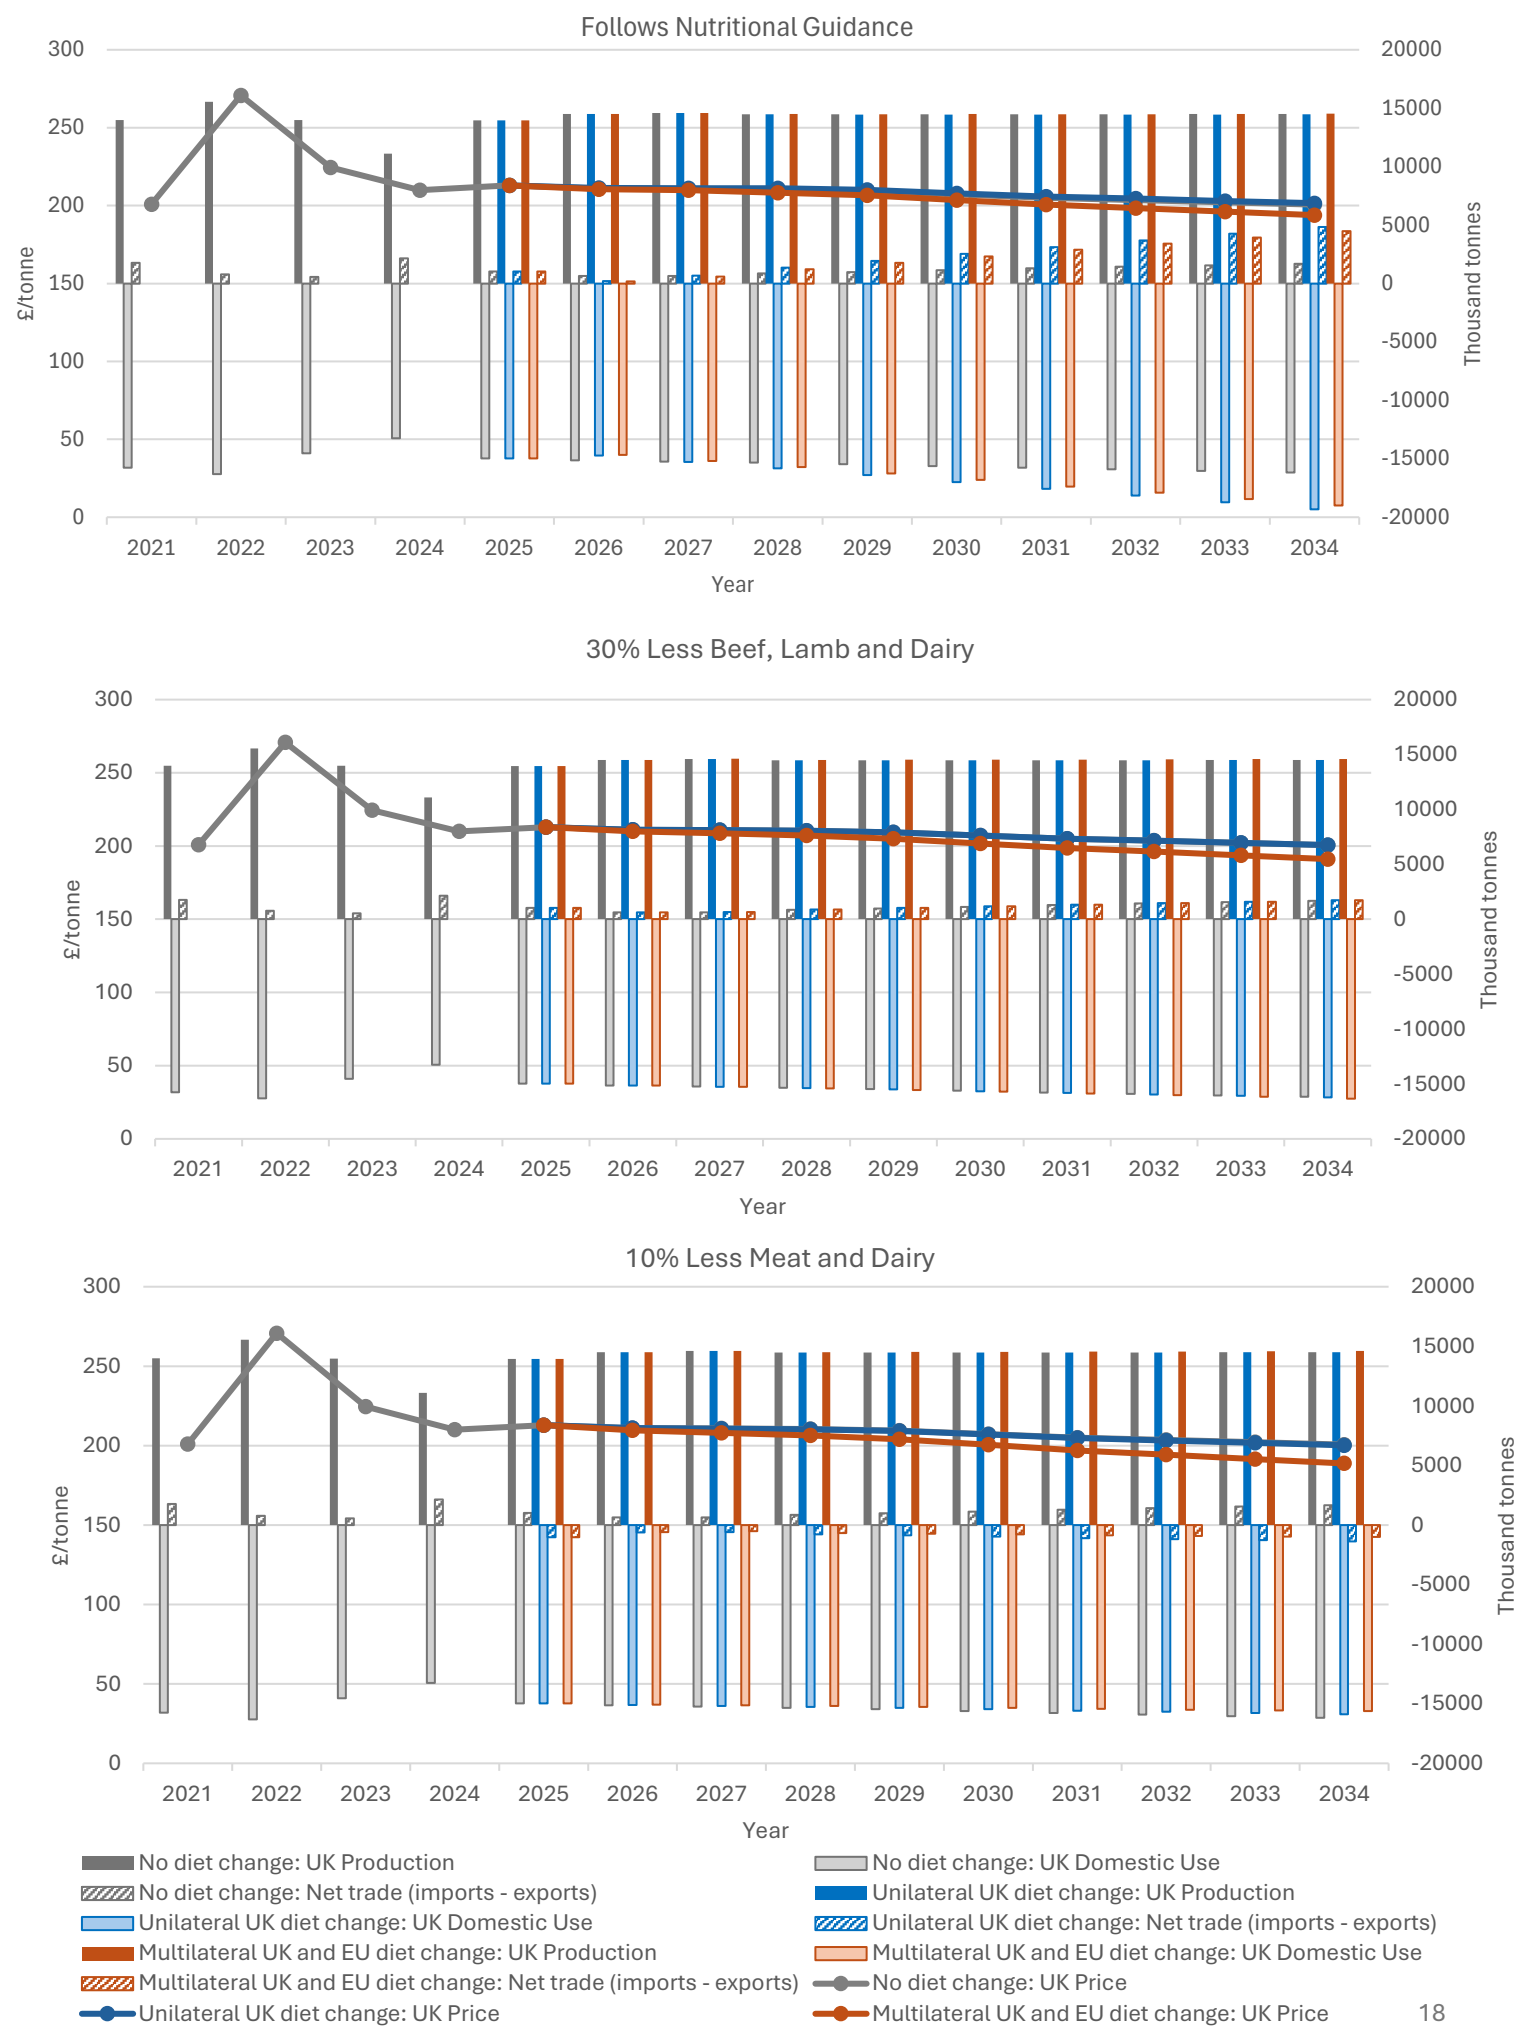 Follows Nutritional Guidance
300 20000
250 15000
200 10000
150 5000
100 0
50 -5000
0 -10000
-15000
-20000
£/tonne
Thousand tonnes
2021 2022 2023 2024 2025 2026 2027 2028 2029 2030 2031 2032 2033 2034
Year
30% Less Beef, Lamb and Dairy
300 20000
250 15000
200 10000
150 5000
100 0
50 -5000
0 -10000
-15000
-20000
£/tonne
Thousand tonnes
2021 2022 2023 2024 2025 2026 2027 2028 2029 2030 2031 2032 2033 2034
Year
10% Less Meat and Dairy
300 20000
250 15000
200 10000
150 5000
100 0
50 -5000
0 -10000
-15000
-20000
£/tonne
Thousand tonnes
2021 2022 2023 2024 2025 2026 2027 2028 2029 2030 2031 2032 2033 2034
Year
No diet change: UK Production No diet change: UK Domestic Use
No diet change: Net trade (imports - exports) Unilateral UK diet change: UK Production
Unilateral UK diet change: UK Domestic Use Unilateral UK diet change: Net trade (imports - exports)
Multilateral UK and EU diet change: UK Production Multilateral UK and EU diet change: UK Domestic Use
Multilateral UK and EU diet change: Net trade (imports - exports) No diet change: UK Price
Unilateral UK diet change: UK Price Multilateral UK and EU diet change: UK Price 18